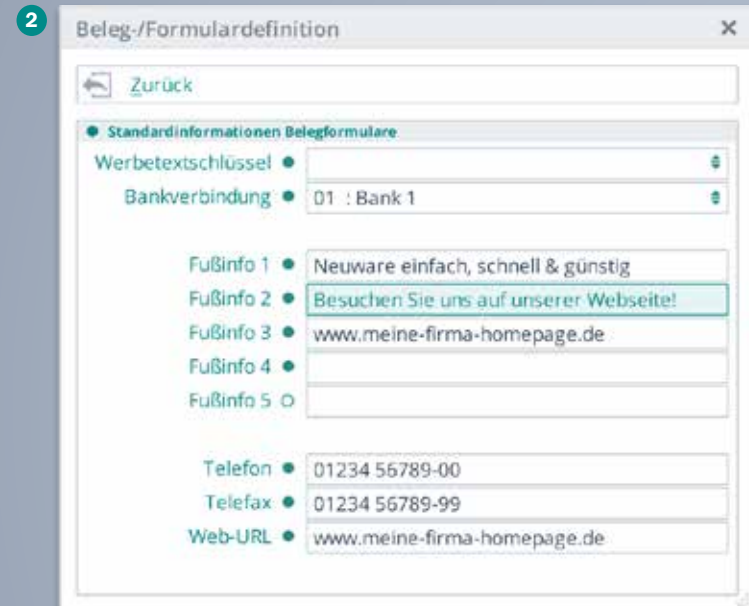 2
Beleg-/Formulardefinition
Zurück
Standardinformationen Belegformulare
Werbetextschlüssel
Bankverbindung 01 : Bank 1
Fußinfo 1 Neuware einfach, schnell & günstig
Fußinfo 2 Besuchen Sie uns auf unserer Webseite!
Fußinfo 3 www.meine-firma-homepage.de
Fußinfo 4
Fußinfo 5
Telefon 01234 56789-00
Telefax 01234 56789-99
Web-URL www.meine-firma-homepage.de